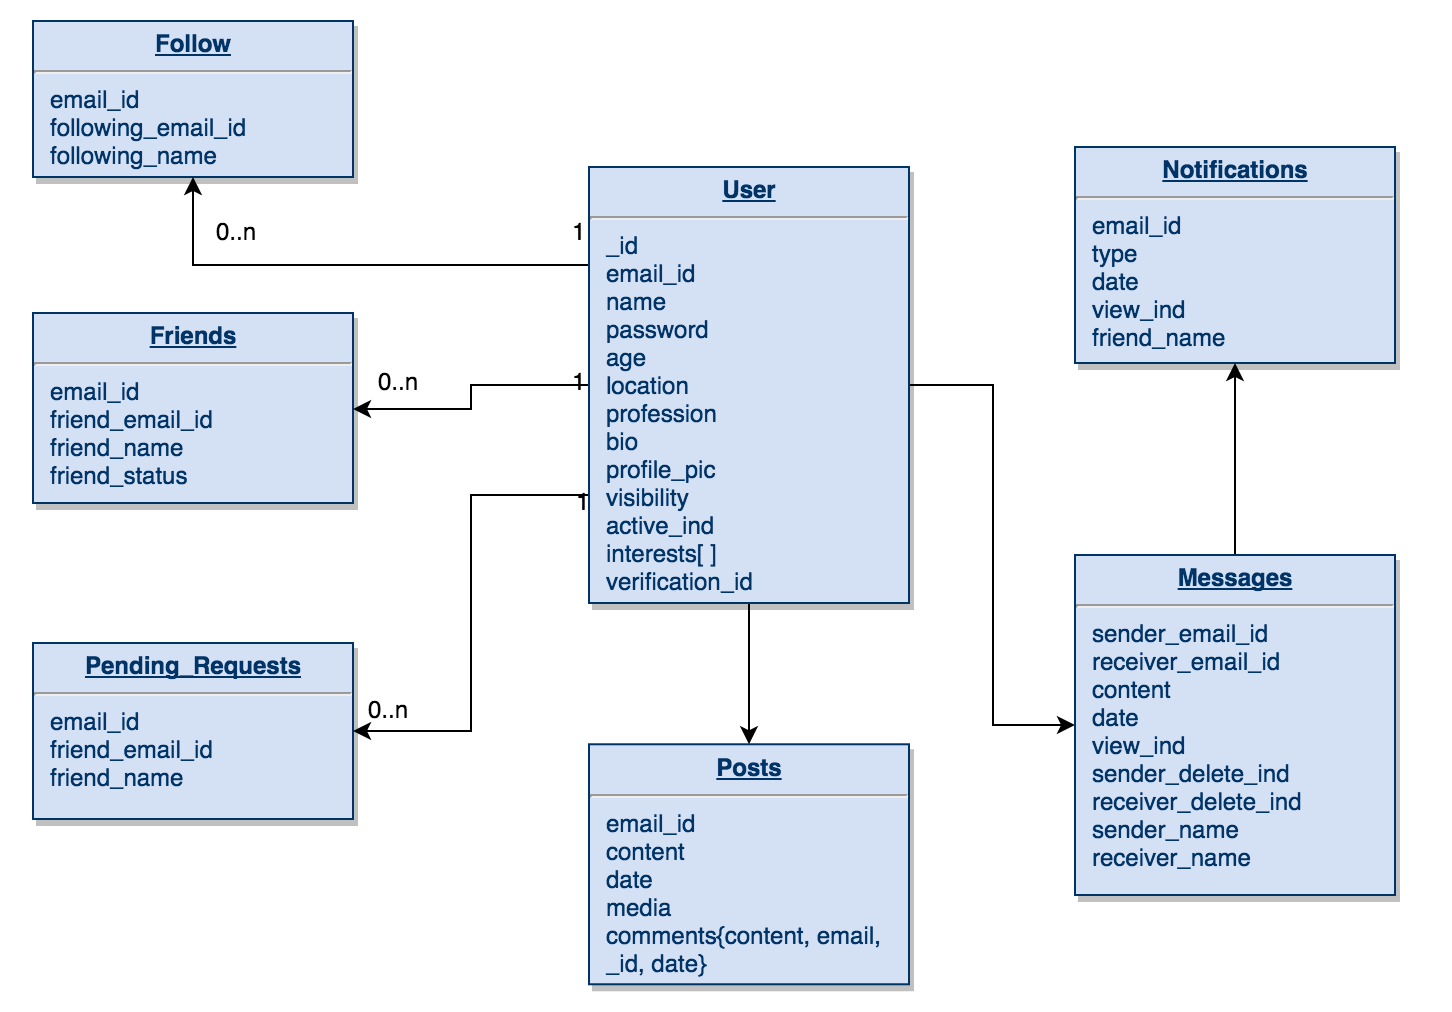 Follow
email_id
following_email_id
following_name
0..n
1
Friends
email_id
friend_email_id
friend_name
friend_status
0..n
1
Pending_Requests
email_id
friend_email_id
friend_name
0..n
1
User
_id
email_id
name
password
age
location
profession
bio
profile_pic
visibility
active_ind
interests[ ]
verification_id
Posts
email_id
content
date
media
comments{content, email,
_id, date}
Notifications
email_id
type
date
view_ind
friend_name
Messages
sender_email_id
receiver_email_id
content
date
view_ind
sender_delete_ind
receiver_delete_ind
sender_name
receiver_name